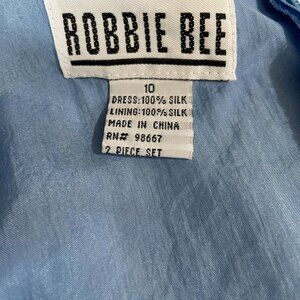 ROBBIE BEE
10
DRESS:100% SILK
LINING:100% SILK
MADE IN CHINA
RN# 98667
2 PIECE SET